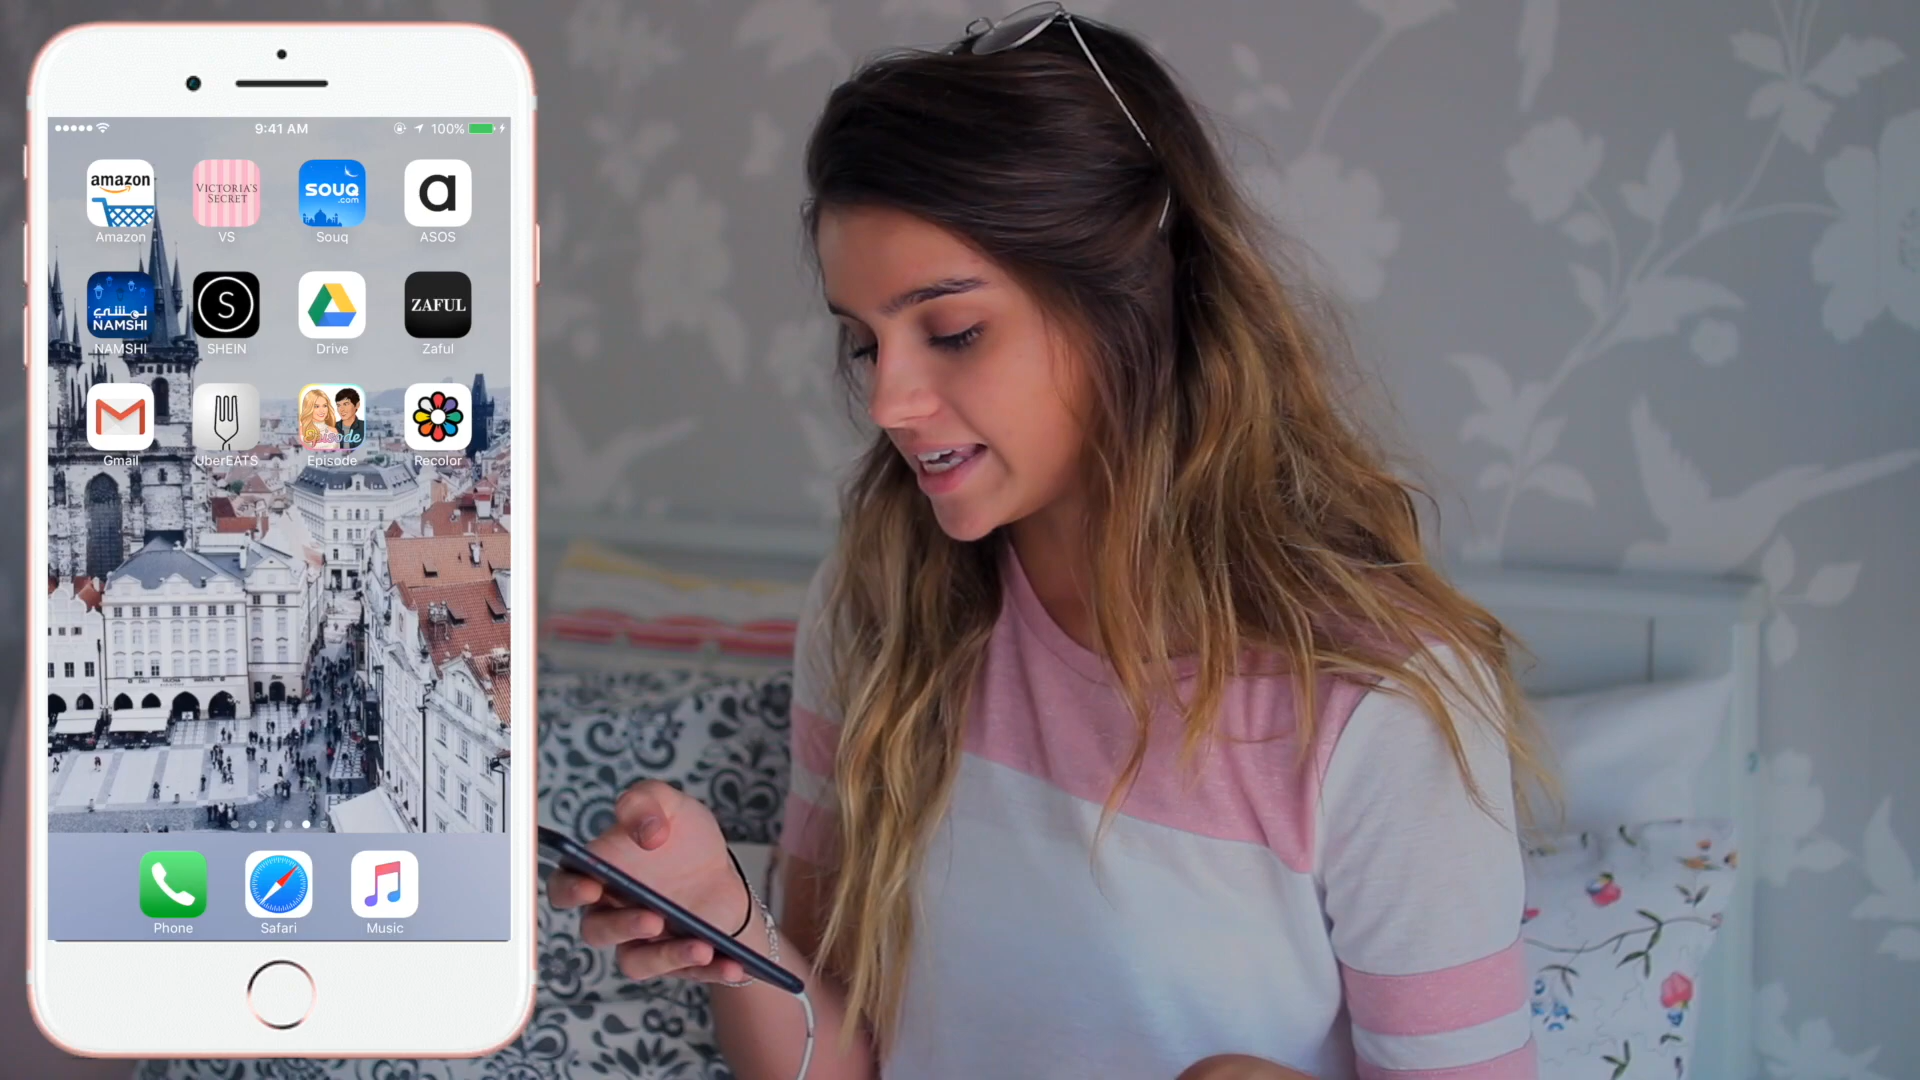 9:41 AM
100%
amazon
VICTORIA'S
SECRET
SOUQ
.com
a
Amazon
VS
Souq
ASOS
نمشي
NAMSHI
S
ZAFUL
NAMSHI
SHEIN
Drive
Zaful
Episode
Gmail
UberEATS
Episode
Recolor
Phone
Safari
Music